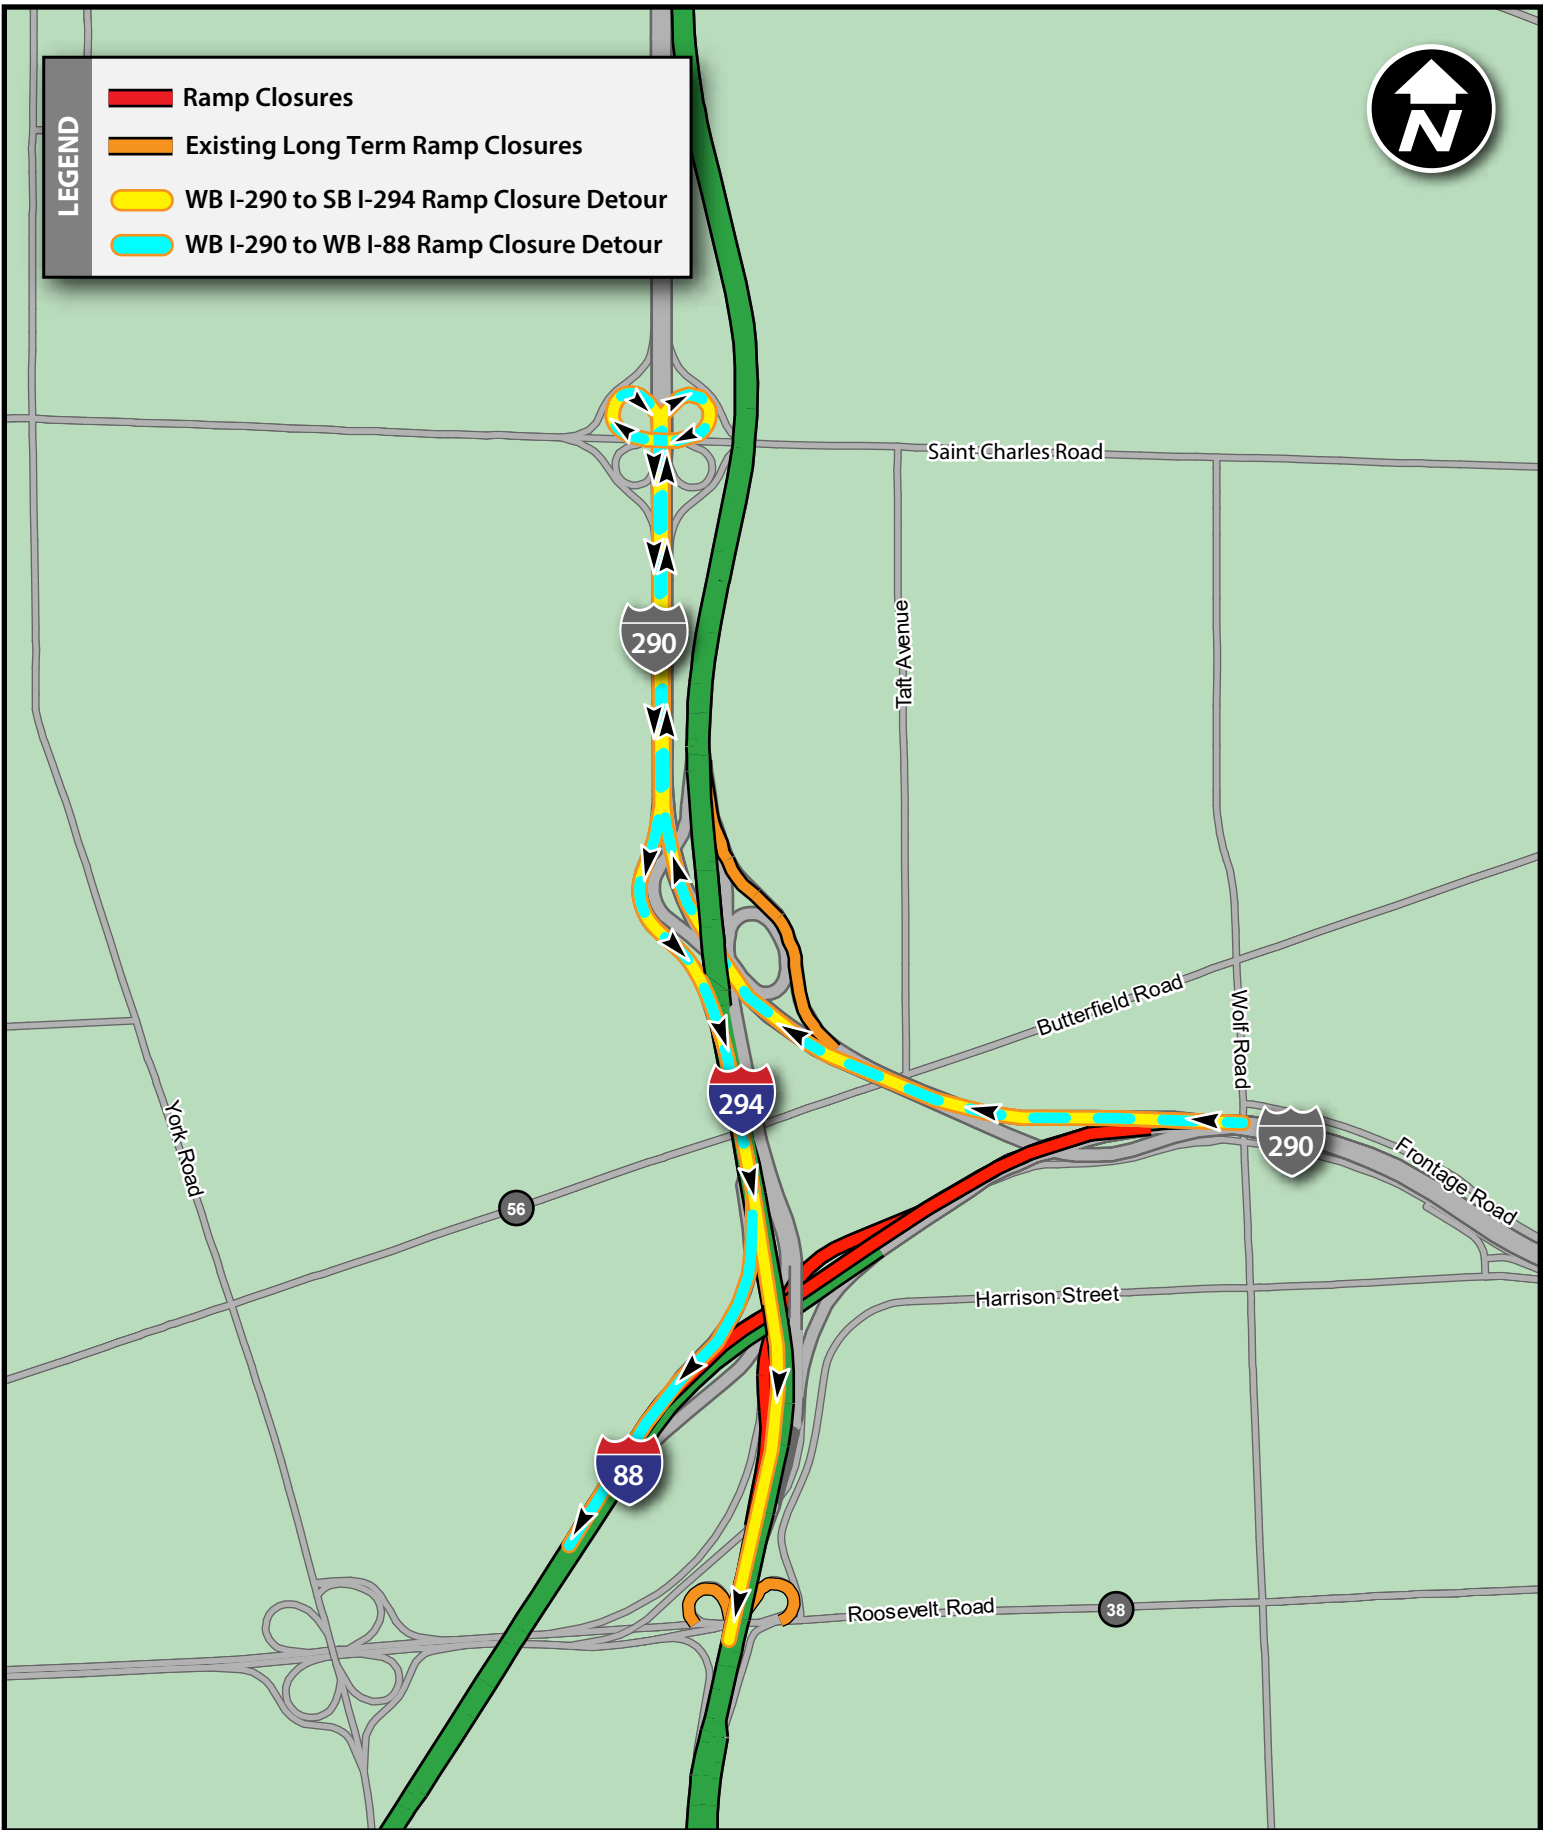 LEGEND
Ramp Closures
Existing Long Term Ramp Closures
WB I-290 to SB I-294 Ramp Closure Detour
WB I-290 to WB I-88 Ramp Closure Detour
N
Saint Charles Road
Taft Avenue
290
Butterfield Road
Wolf Road
294
290
Frontage Road
York Road
56
Harrison Street
88
Roosevelt Road
38